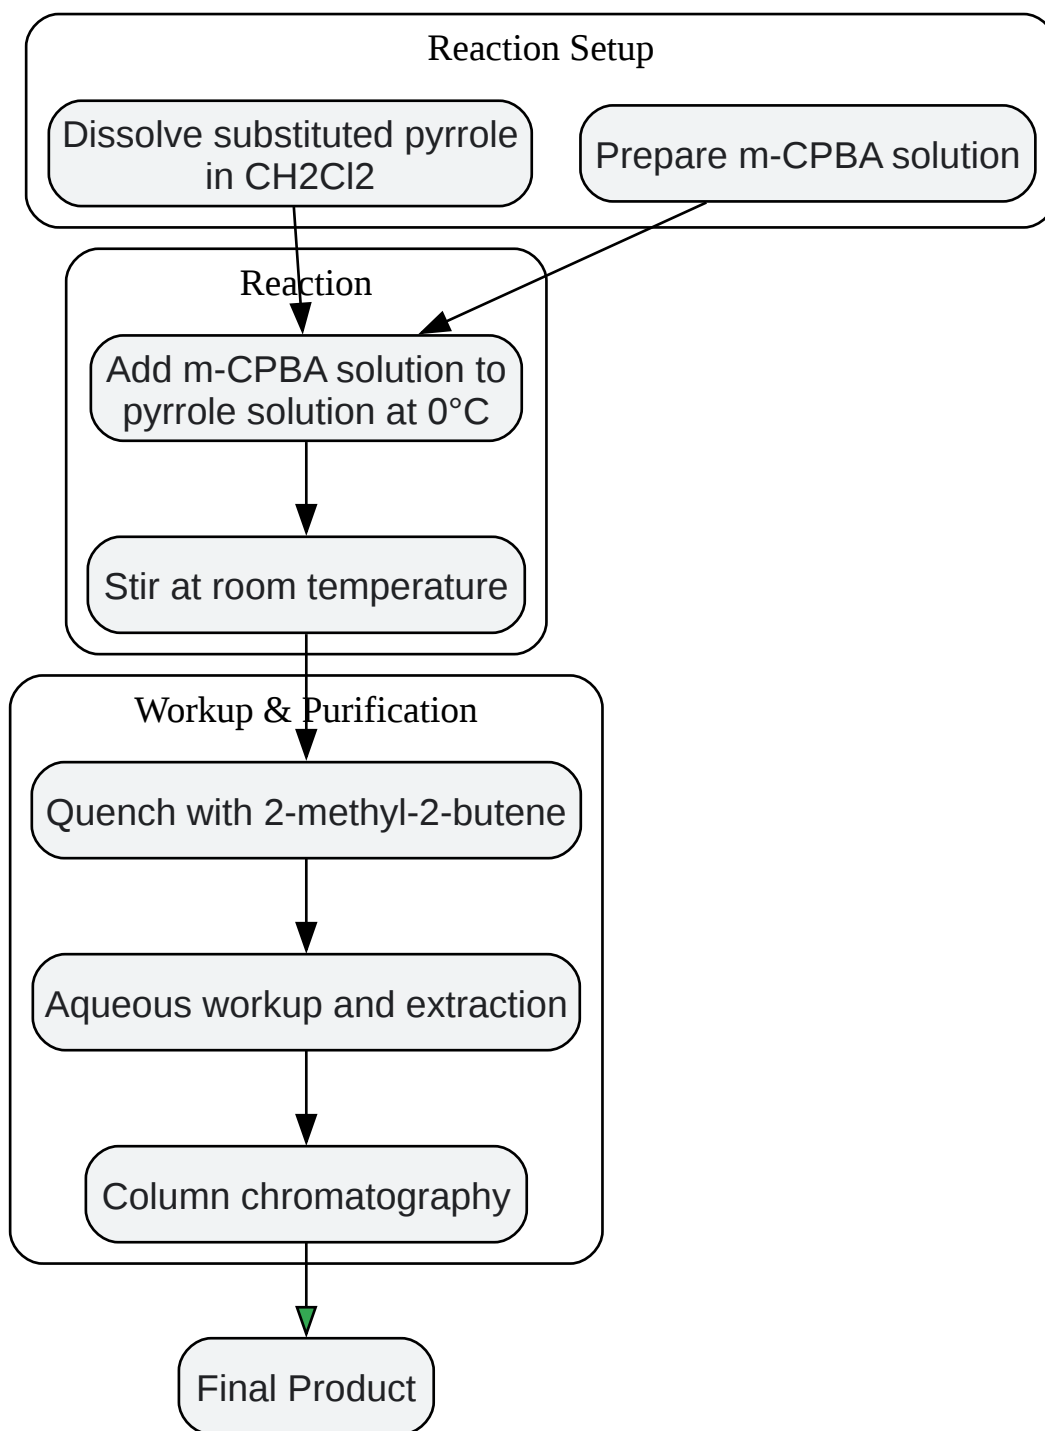 Reaction Setup
Dissolve substituted pyrrole
in CH2Cl2
Prepare m-CPBA solution
Reaction
Add m-CPBA solution to
pyrrole solution at 0°C
Stir at room temperature
Workup & Purification
Quench with 2-methyl-2-butene
Aqueous workup and extraction
Column chromatography
Final Product